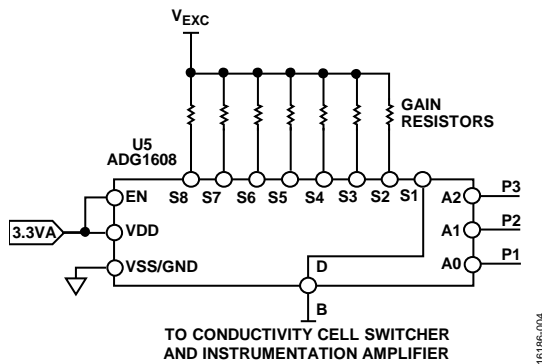 VEXC
GAIN
RESISTORS
U5
ADG1608
EN
S8 S7 S6 S5 S4 S3 S2 S1
A2 P3
3.3VA VDD
A1 P2
VSS/GND
D
A0 P1
B
TO CONDUCTIVITY CELL SWITCHER
AND INSTRUMENTATION AMPLIFIER
16186-004